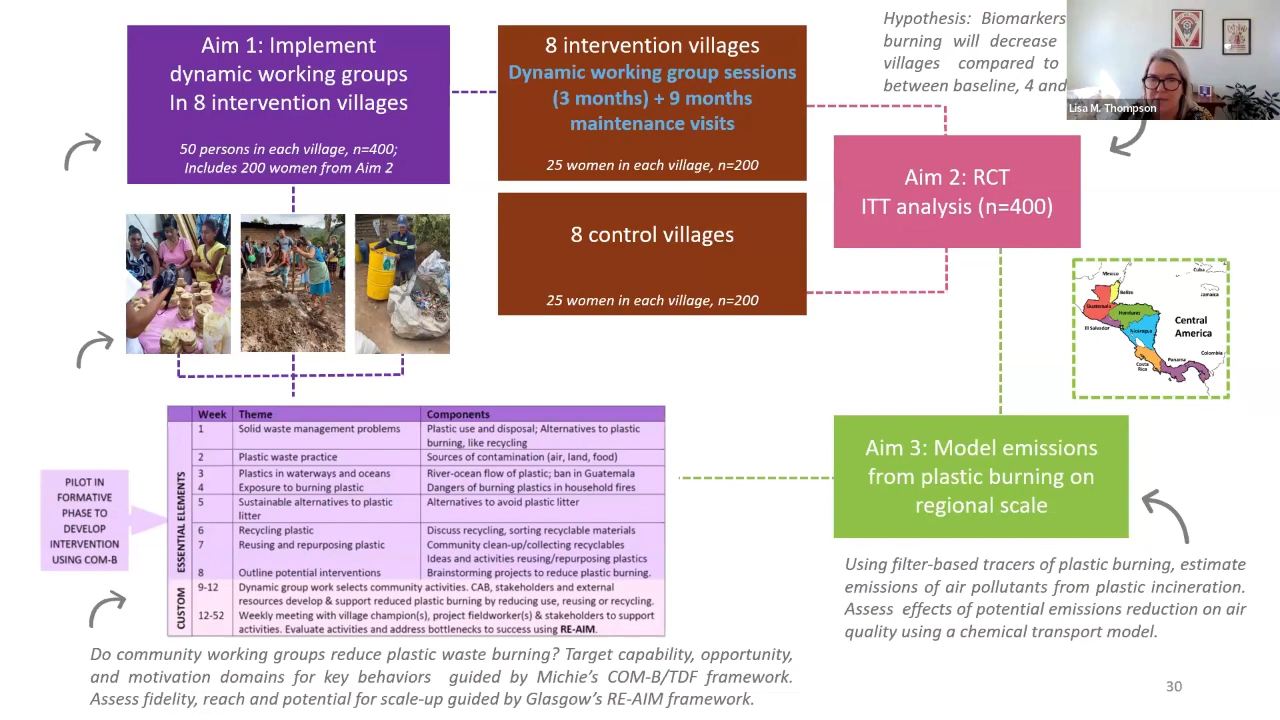 Aim 1: Implement
dynamic working groups
In 8 intervention villages
50 persons in each village, n=400;
Includes 200 women from Aim 2
8 intervention villages
Dynamic working group sessions
(3 months) + 9 months
maintenance visits
25 women in each village, n=200
8 control villages
25 women in each village, n=200
Hypothesis: Biomarkers
burning will decrease
villages compared to
between baseline, 4 and
Lisa M. Thompson
Aim 2: RCT
ITT analysis (n=400)
Mexico
Belize
Cuba
Jamaica
Guatemala
Honduras
El Salvador
Nicaragua
Central
America
Costa
Rica
Panama
Colombia
Aim 3: Model emissions
from plastic burning on
regional scale
Using filter-based tracers of plastic burning, estimate
emissions of air pollutants from plastic incineration.
Assess effects of potential emissions reduction on air
quality using a chemical transport model.
PILOT IN
FORMATIVE
PHASE TO
DEVELOP
INTERVENTION
USING COM-B
ESSENTIAL ELEMENTS
CUSTOM
Week Theme Components
1 Solid waste management problems Plastic use and disposal; Alternatives to plastic
burning, like recycling
2 Plastic waste practice Sources of contamination (air, land, food)
3 Plastics in waterways and oceans River-ocean flow of plastic; ban in Guatemala
4 Exposure to burning plastic Dangers of burning plastics in household fires
5 Sustainable alternatives to plastic Alternatives to avoid plastic litter
litter
6 Recycling plastic Discuss recycling, sorting recyclable materials
7 Reusing and repurposing plastic Community clean-up/collecting recyclables
Ideas and activities reusing/repurposing plastics
8 Outline potential interventions Brainstorming projects to reduce plastic burning.
9-12 Dynamic group work selects community activities. CAB, stakeholders and external
resources develop & support reduced plastic burning by reducing use, reusing or recycling.
12-52 Weekly meeting with village champion(s), project fieldworker(s) & stakeholders to support
activities. Evaluate activities and address bottlenecks to success using RE-AIM.
Do community working groups reduce plastic waste burning? Target capability, opportunity,
and motivation domains for key behaviors guided by Michie's COM-B/TDF framework.
Assess fidelity, reach and potential for scale-up guided by Glasgow's RE-AIM framework.
30